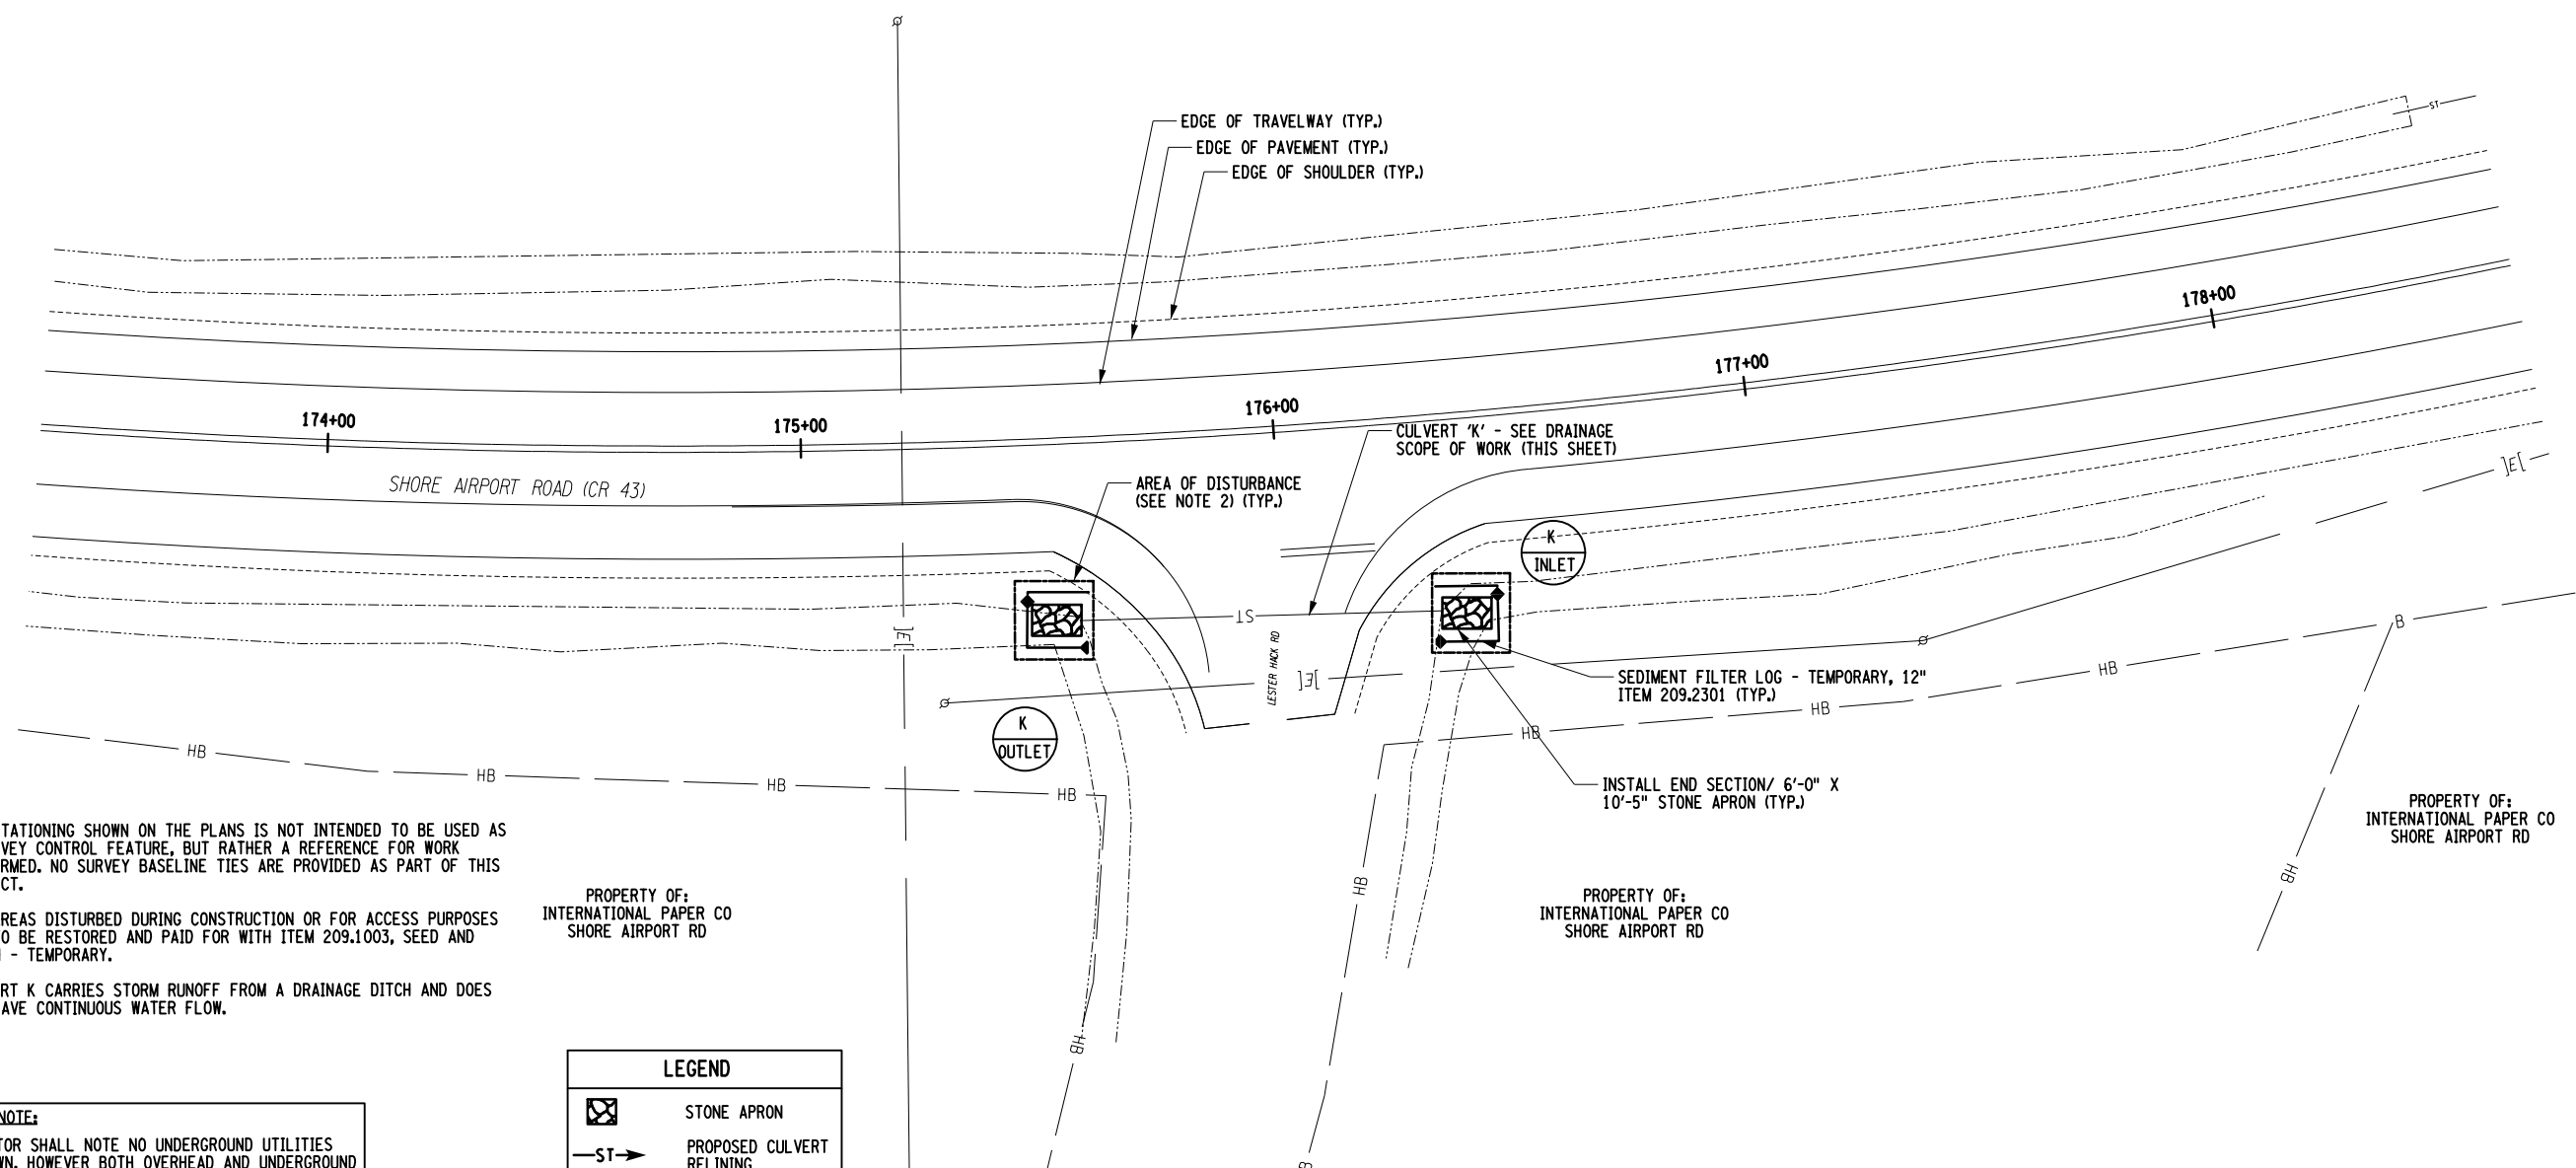 ST
EDGE OF TRAVELWAY (TYP.)
EDGE OF PAVEMENT (TYP.)
EDGE OF SHOULDER (TYP.)
178+00
177+00
176+00
174+00
175+00
CULVERT 'K' - SEE DRAINAGE
SCOPE OF WORK (THIS SHEET)
SHORE AIRPORT ROAD (CR 43)
AREA OF DISTURBANCE
(SEE NOTE 2) (TYP.)
]E[
K
INLET
ST
]E[
LESTER HACK RD
]E[
B
HB
SEDIMENT FILTER LOG - TEMPORARY, 12"
ITEM 209.2301 (TYP.)
HB
HB
K
OUTLET
HB
HB
HB
HB
INSTALL END SECTION/ 6'-0" X
10'-5" STONE APRON (TYP.)
PROPERTY OF:
INTERNATIONAL PAPER CO
SHORE AIRPORT RD
TATIONING SHOWN ON THE PLANS IS NOT INTENDED TO BE USED AS
VEY CONTROL FEATURE, BUT RATHER A REFERENCE FOR WORK
RMED. NO SURVEY BASELINE TIES ARE PROVIDED AS PART OF THIS
CT.
HB
HB
PROPERTY OF:
INTERNATIONAL PAPER CO
SHORE AIRPORT RD
PROPERTY OF:
INTERNATIONAL PAPER CO
SHORE AIRPORT RD
REAS DISTURBED DURING CONSTRUCTION OR FOR ACCESS PURPOSES
O BE RESTORED AND PAID FOR WITH ITEM 209.1003, SEED AND
- TEMPORARY.
RT K CARRIES STORM RUNOFF FROM A DRAINAGE DITCH AND DOES
AVE CONTINUOUS WATER FLOW.
HB
LEGEND
STONE APRON
ST
PROPOSED CULVERT
RELINING
NOTE:
TOR SHALL NOTE NO UNDERGROUND UTILITIES
WN. HOWEVER BOTH OVERHEAD AND UNDERGROUND
B